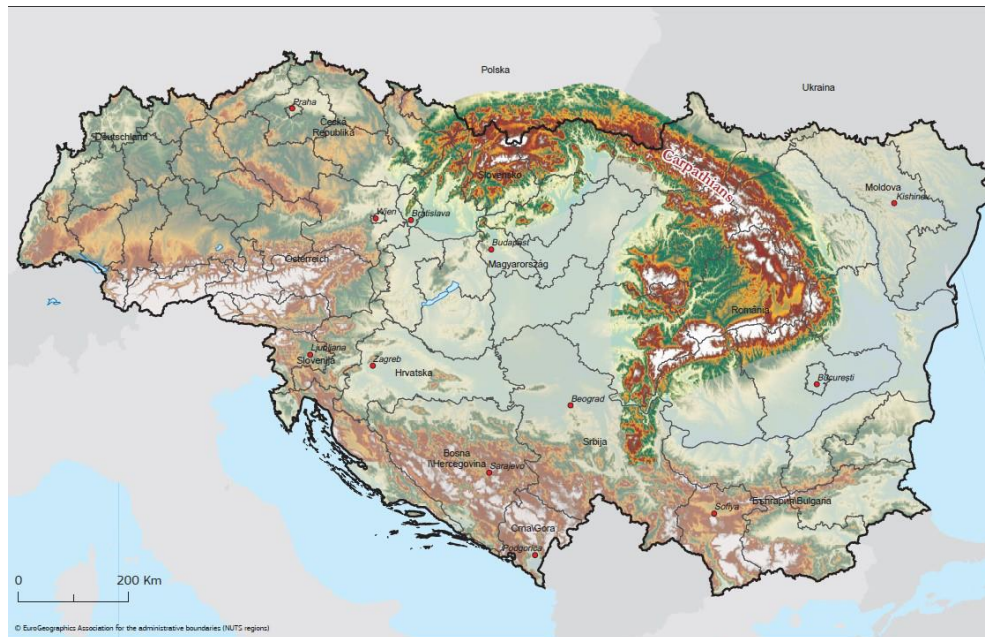 Polska
Ukraina
Praha
Deutschland
Česká
Republika
Carpathians
Slovensko
Moldova
Kishinev
Wien
Bratislava
Budapest
Magyarország
Österreich
România
Ljubljana
Slovenija
Zagreb
Hrvatska
București
Beograd
Srbija
Bosna
i Hercegovina
Sarajevo
Sofiya
България Bulgaria
Crna Gora
Podgorica
0 200 Km
© EuroGeographics Association for the administrative boundaries (NUTS regions)